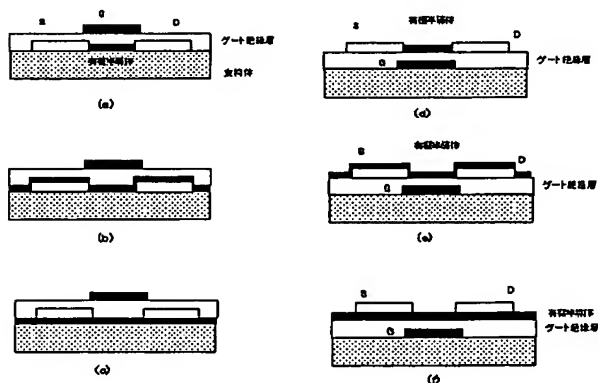 G
S D
ゲート絶縁層
有機半導体
支持体
(a)
(b)
(c)
有機半導体
S D
ゲート絶縁層
G
(d)
有機半導体
S D
ゲート絶縁層
G
(e)
S D
有機半導体
ゲート絶縁層
G
(f)